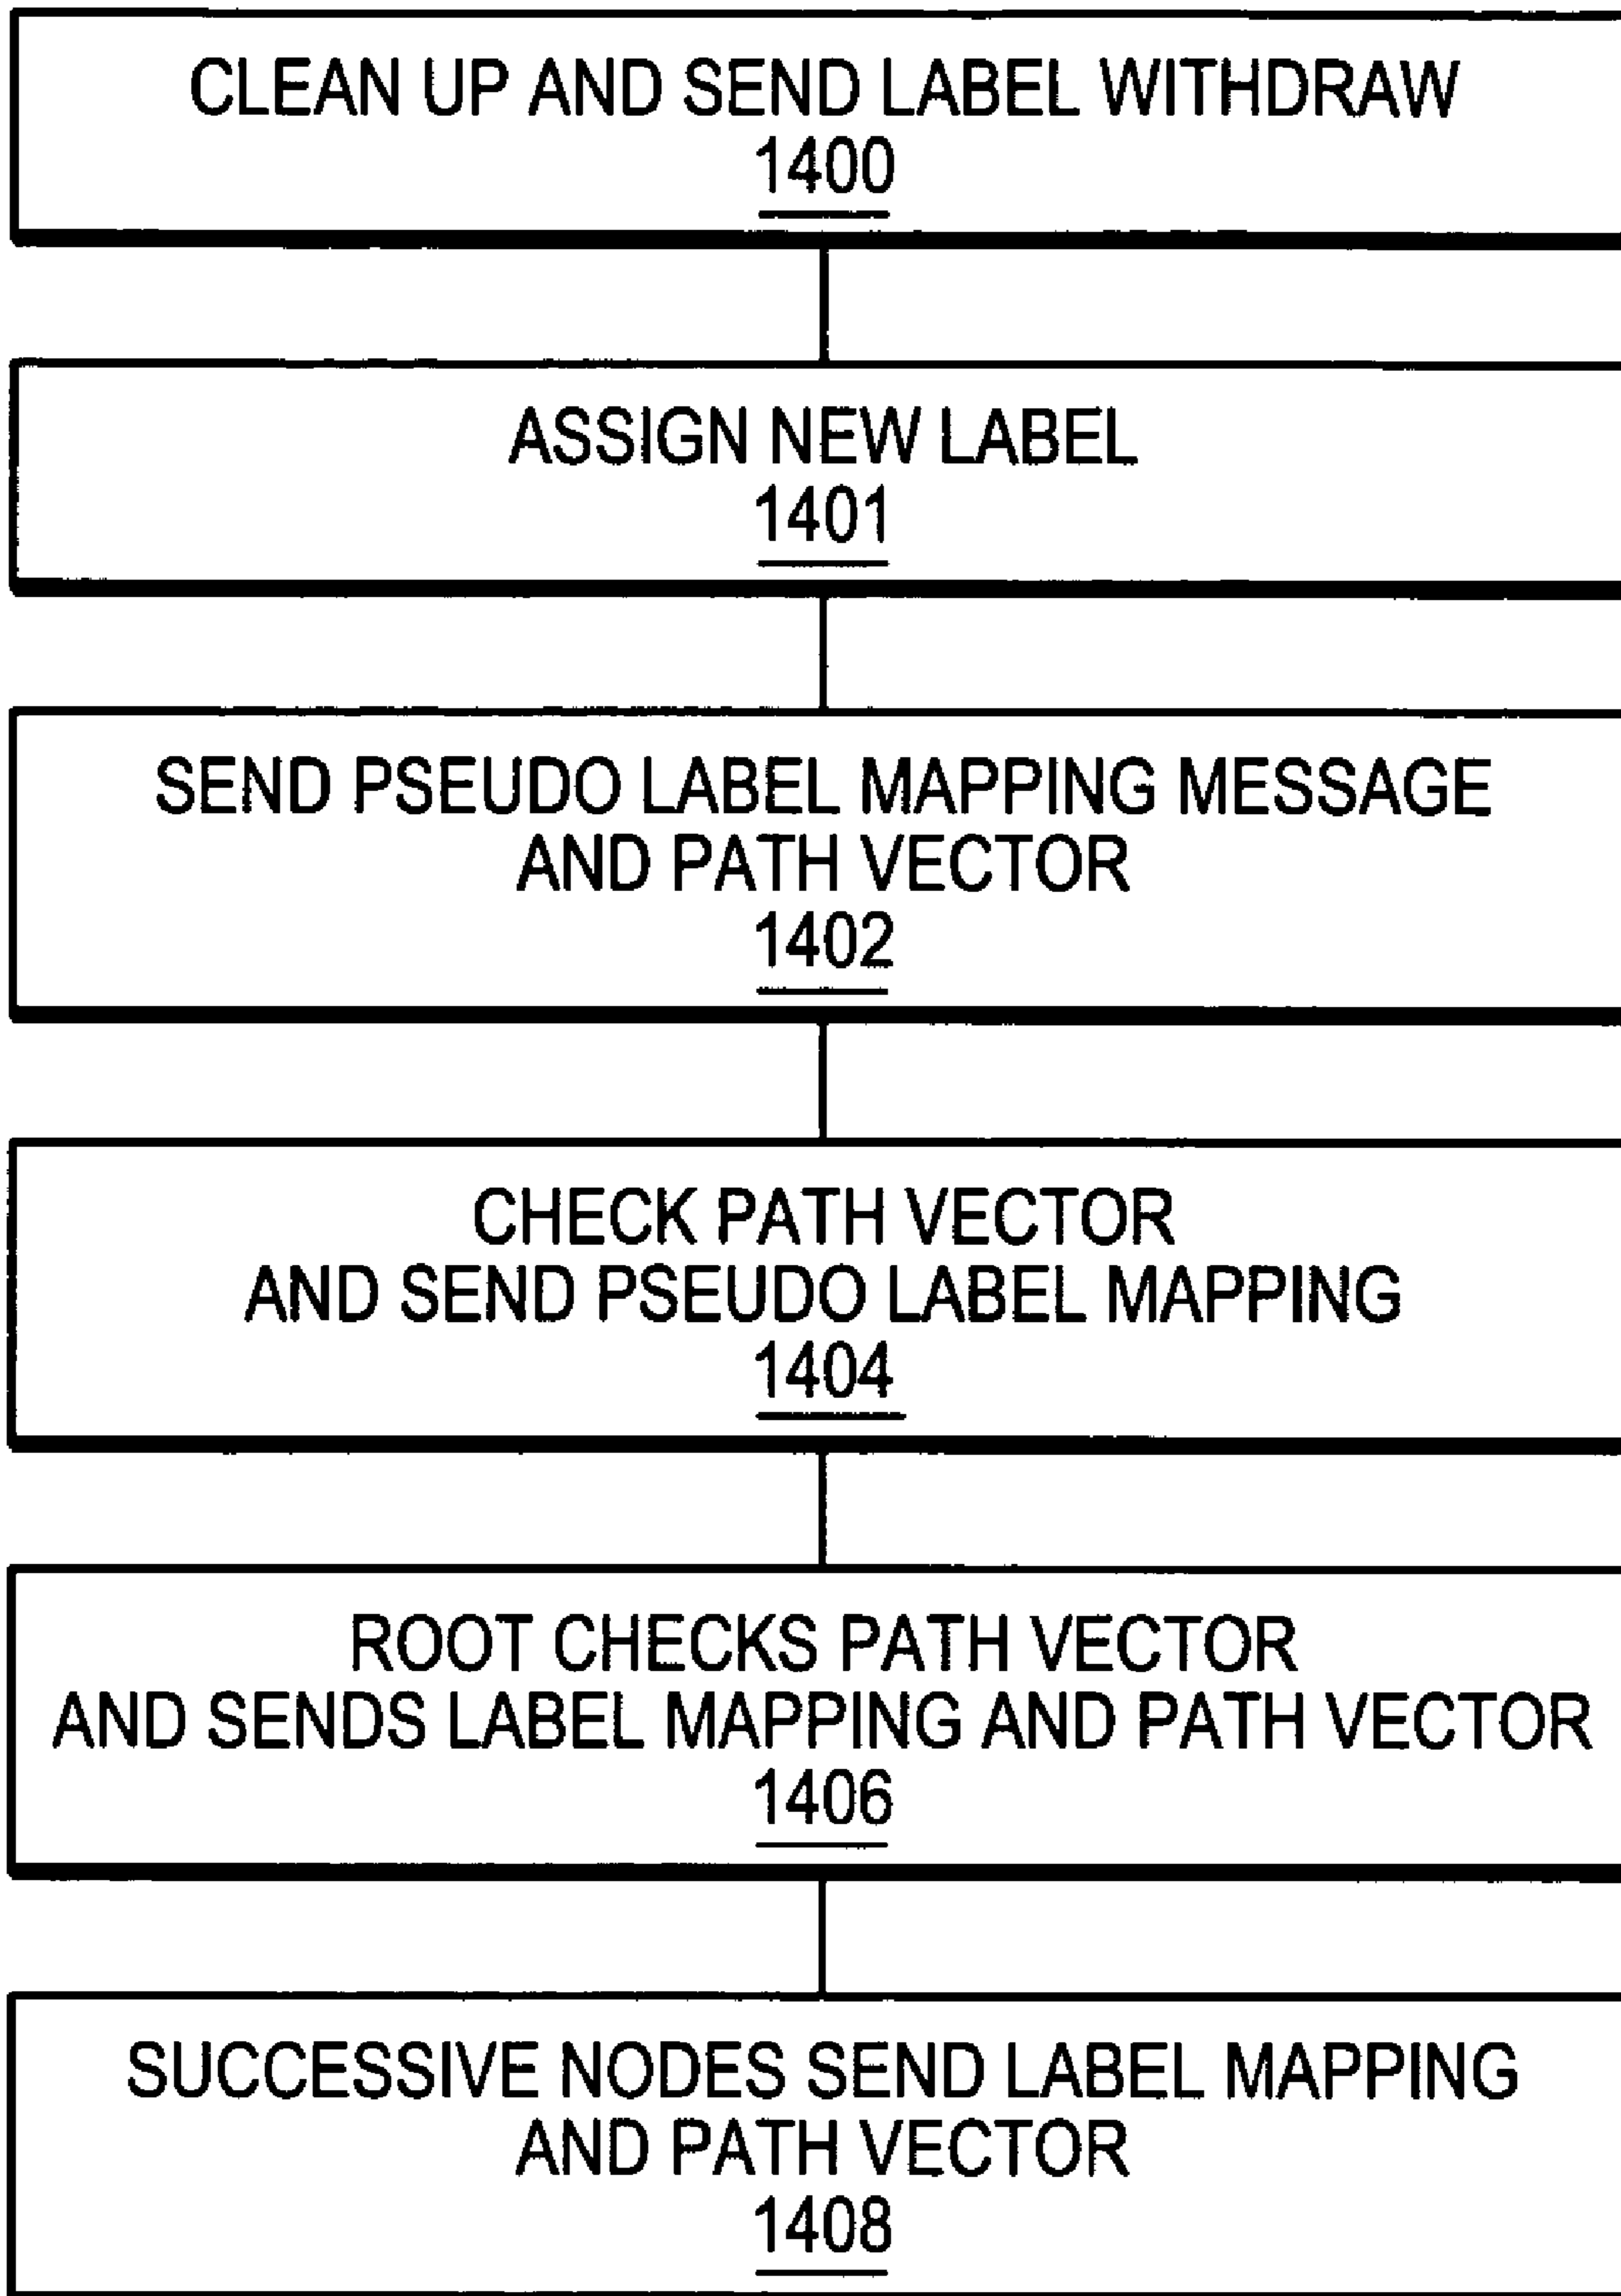 CLEAN UP AND SEND LABEL WITHDRAW
1400
ASSIGN NEW LABEL
1401
SEND PSEUDO LABEL MAPPING MESSAGE
AND PATH VECTOR
1402
CHECK PATH VECTOR
AND SEND PSEUDO LABEL MAPPING
1404
ROOT CHECKS PATH VECTOR
AND SENDS LABEL MAPPING AND PATH VECTOR
1406
SUCCESSIVE NODES SEND LABEL MAPPING
AND PATH VECTOR
1408